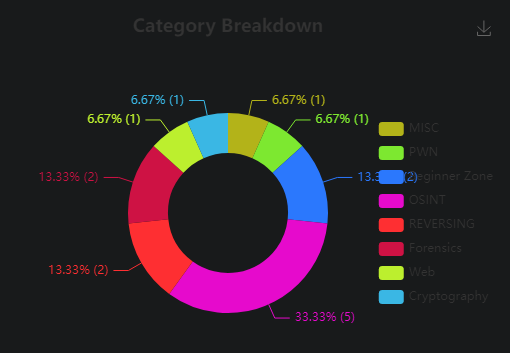 Category Breakdown
6.67% (1)
6.67% (1)
6.67% (1)
6.67% (1)
13.33% (2)
13.33% (2)
13.33% (2)
33.33% (5)
MISC
PWN
Beginner Zone
OSINT
REVERSING
Forensics
Web
Cryptography